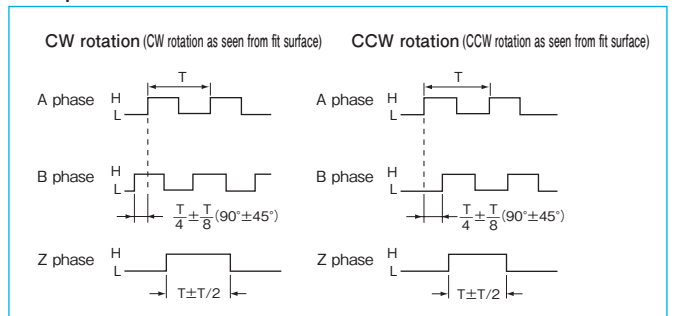 CW rotation (CW rotation as seen from fit surface)
T
A phase H
L
B phase H
L
T/4±T/8(90°±45°)
Z phase H
L
T±T/2
CCW rotation (CCW rotation as seen from fit surface)
T
A phase H
L
B phase H
L
T/4±T/8(90°±45°)
Z phase H
L
T±T/2